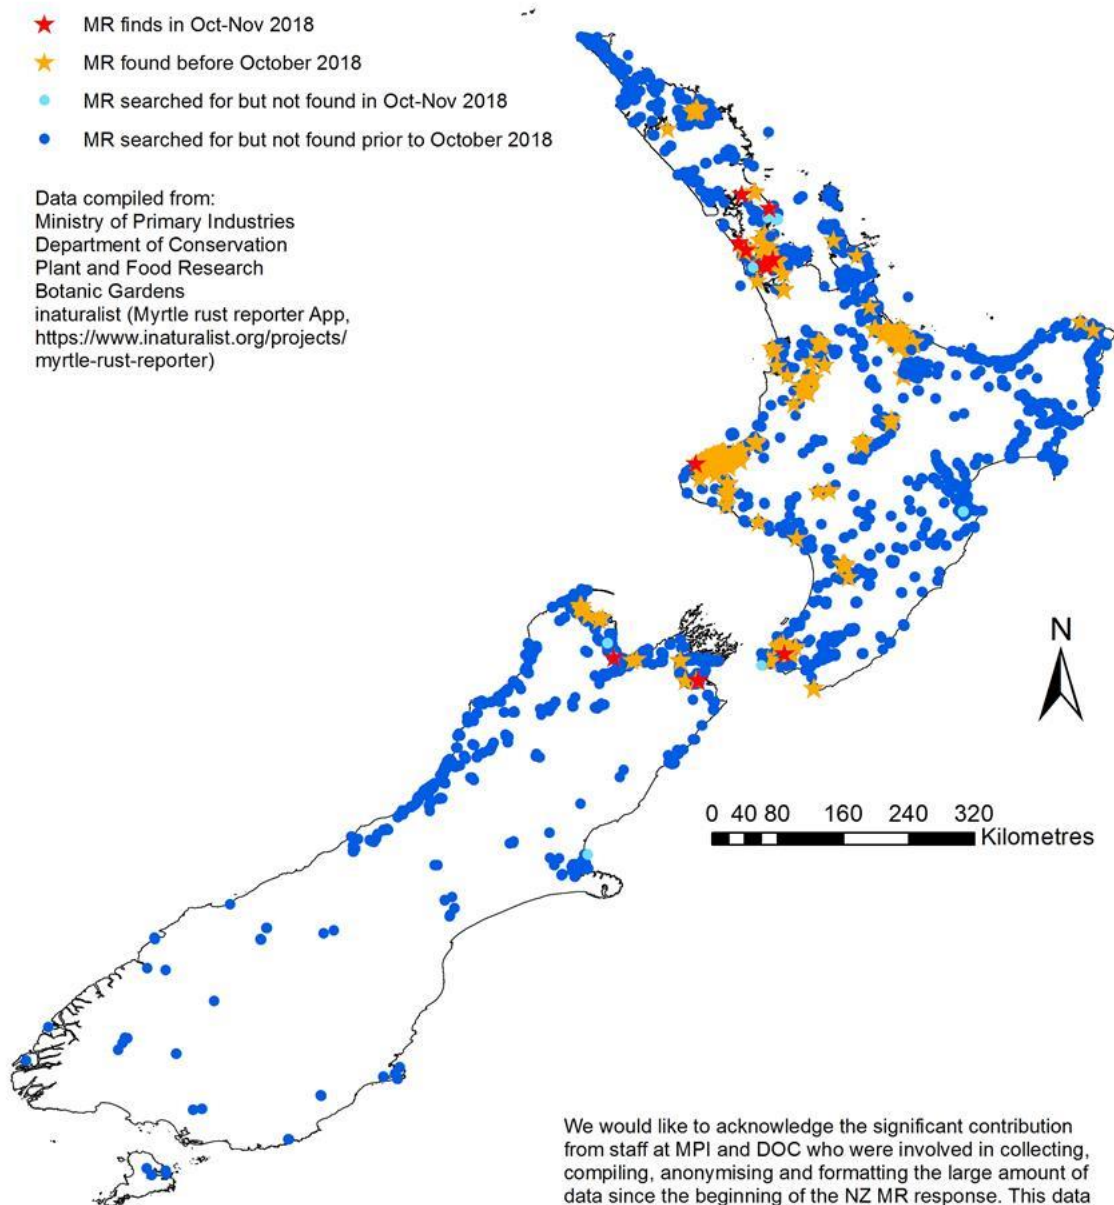 MR finds in Oct-Nov 2018
MR found before October 2018
MR searched for but not found in Oct-Nov 2018
MR searched for but not found prior to October 2018
Data compiled from:
Ministry of Primary Industries
Department of Conservation
Plant and Food Research
Botanic Gardens
inaturalist (Myrtle rust reporter App,
https://www.inaturalist.org/projects/
myrtle-rust-reporter)
N
0 40 80 160 240 320
Kilometres
We would like to acknowledge the significant contribution
from staff at MPI and DOC who were involved in collecting,
compiling, anonymising and formatting the large amount of
data since the beginning of the NZ MR response. This data